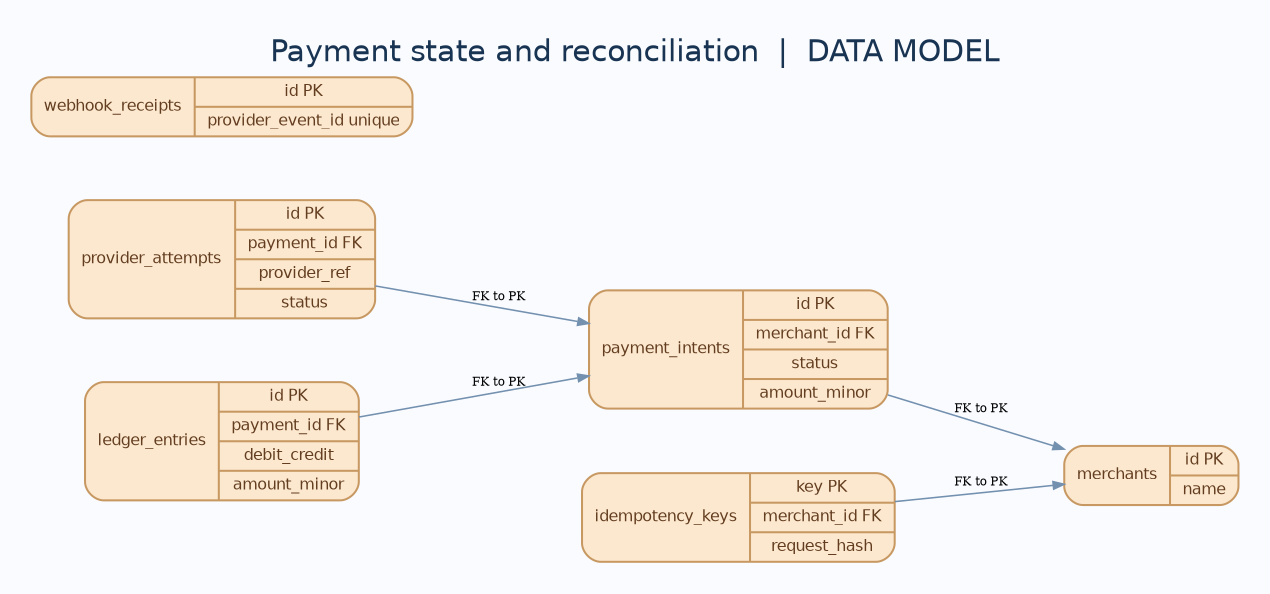 Payment state and reconciliation | DATA MODEL
webhook_receipts
id PK
provider_event_id unique
provider_attempts
id PK
payment_id FK
provider_ref
status
FK to PK
ledger_entries
id PK
payment_id FK
debit_credit
amount_minor
FK to PK
payment_intents
id PK
merchant_id FK
status
amount_minor
FK to PK
idempotency_keys
key PK
merchant_id FK
request_hash
FK to PK
merchants
id PK
name